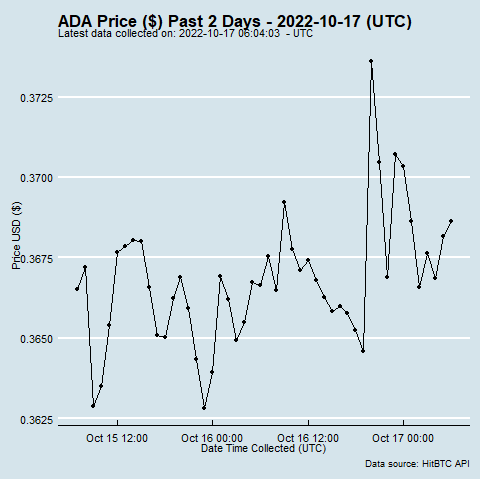 ADA Price ($) Past 2 Days - 2022-10-17 (UTC)
Latest data collected on: 2022-10-17 06:04:03 - UTC
Price USD ($)
0.3725
0.3700
0.3675
0.3650
0.3625
Oct 15 12:00 Oct 16 00:00 Oct 16 12:00 Oct 17 00:00
Date Time Collected (UTC)
Data source: HitBTC API